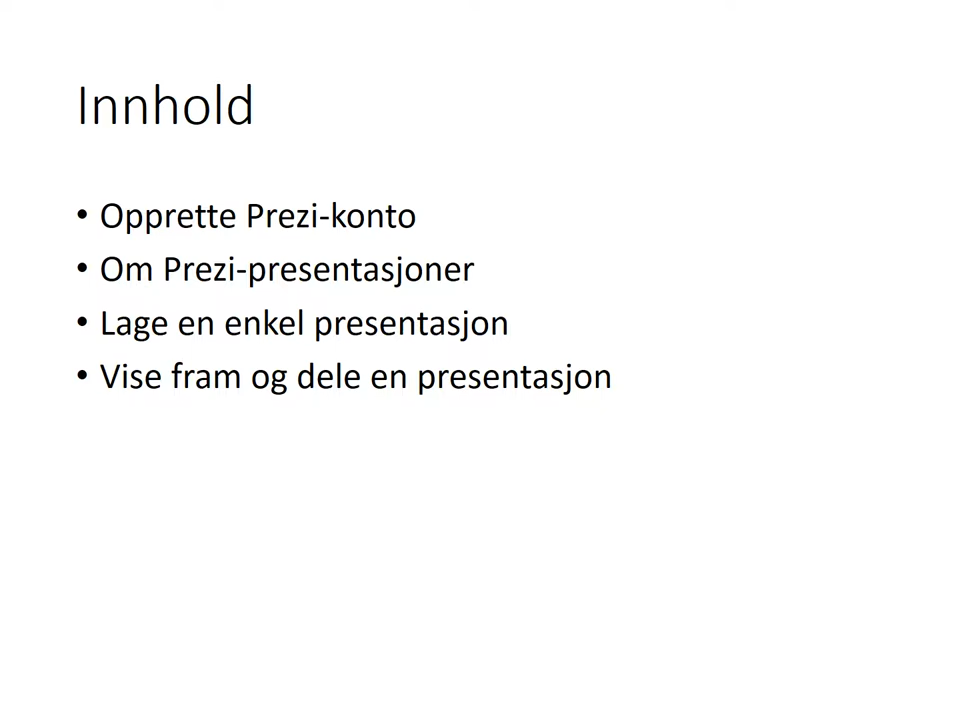 Innhold
• Opprette Prezi-konto
• Om Prezi-presentasjoner
• Lage en enkel presentasjon
• Vise fram og dele en presentasjon